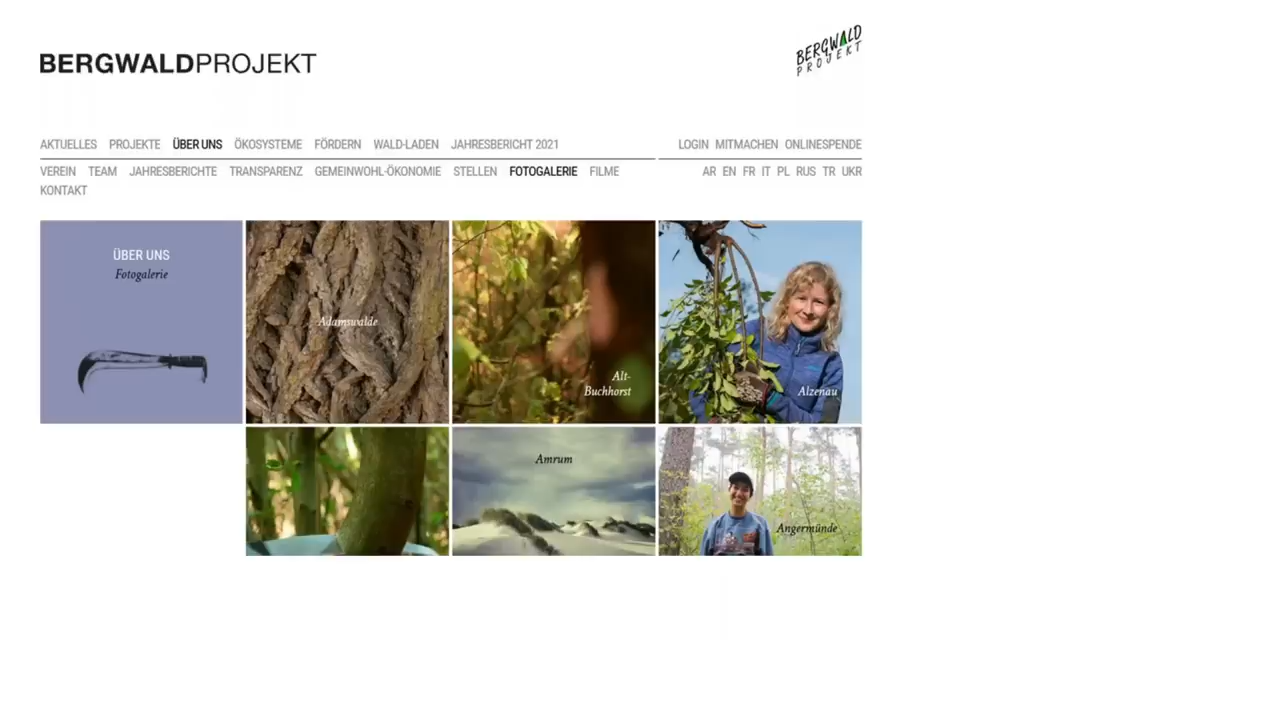 BERGWALDPROJEKT
BERGWALD
PROJEKT
AKTUELLES PROJEKTE ÜBER UNS ÖKOSYSTEME FÖRDERN WALD-LADEN JAHRESBERICHT 2021
LOGIN MITMACHEN ONLINESPENDE
VEREIN TEAM JAHRESBERICHTE TRANSPARENZ GEMEINWOHL-ÖKONOMIE STELLEN FOTOGALERIE FILME
AR EN FR IT PL RUS TR UKR
KONTAKT
ÜBER UNS
Fotogalerie
Adamswalde
Alt-
Buchhorst
Alzenau
Amrum
Angermünde